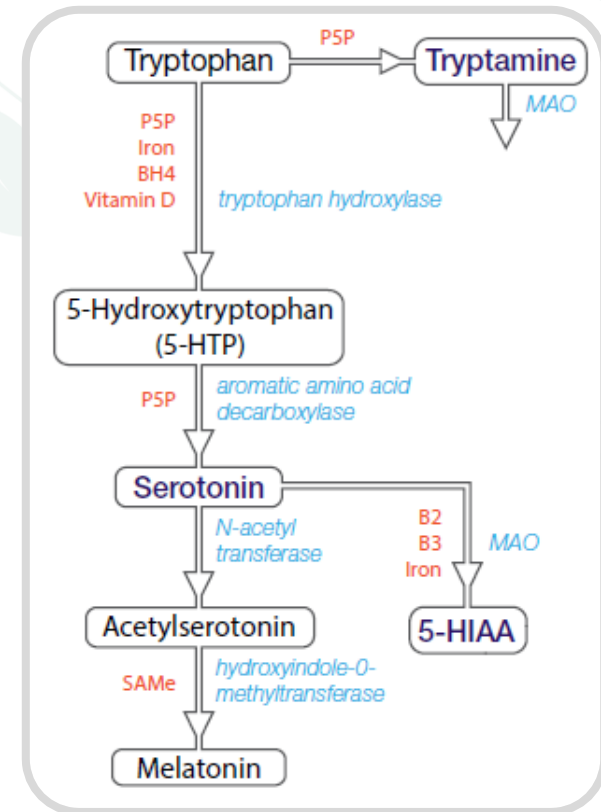 P5P
Tryptophan
Tryptamine
MAO
P5P
Iron
BH4
Vitamin D
tryptophan hydroxylase
5-Hydroxytryptophan
(5-HTP)
P5P
aromatic amino acid
decarboxylase
Serotonin
N-acetyl
transferase
B2
B3
Iron
MAO
Acetylserotonin
5-HIAA
SAMe
hydroxyindole-0-
methyltransferase
Melatonin